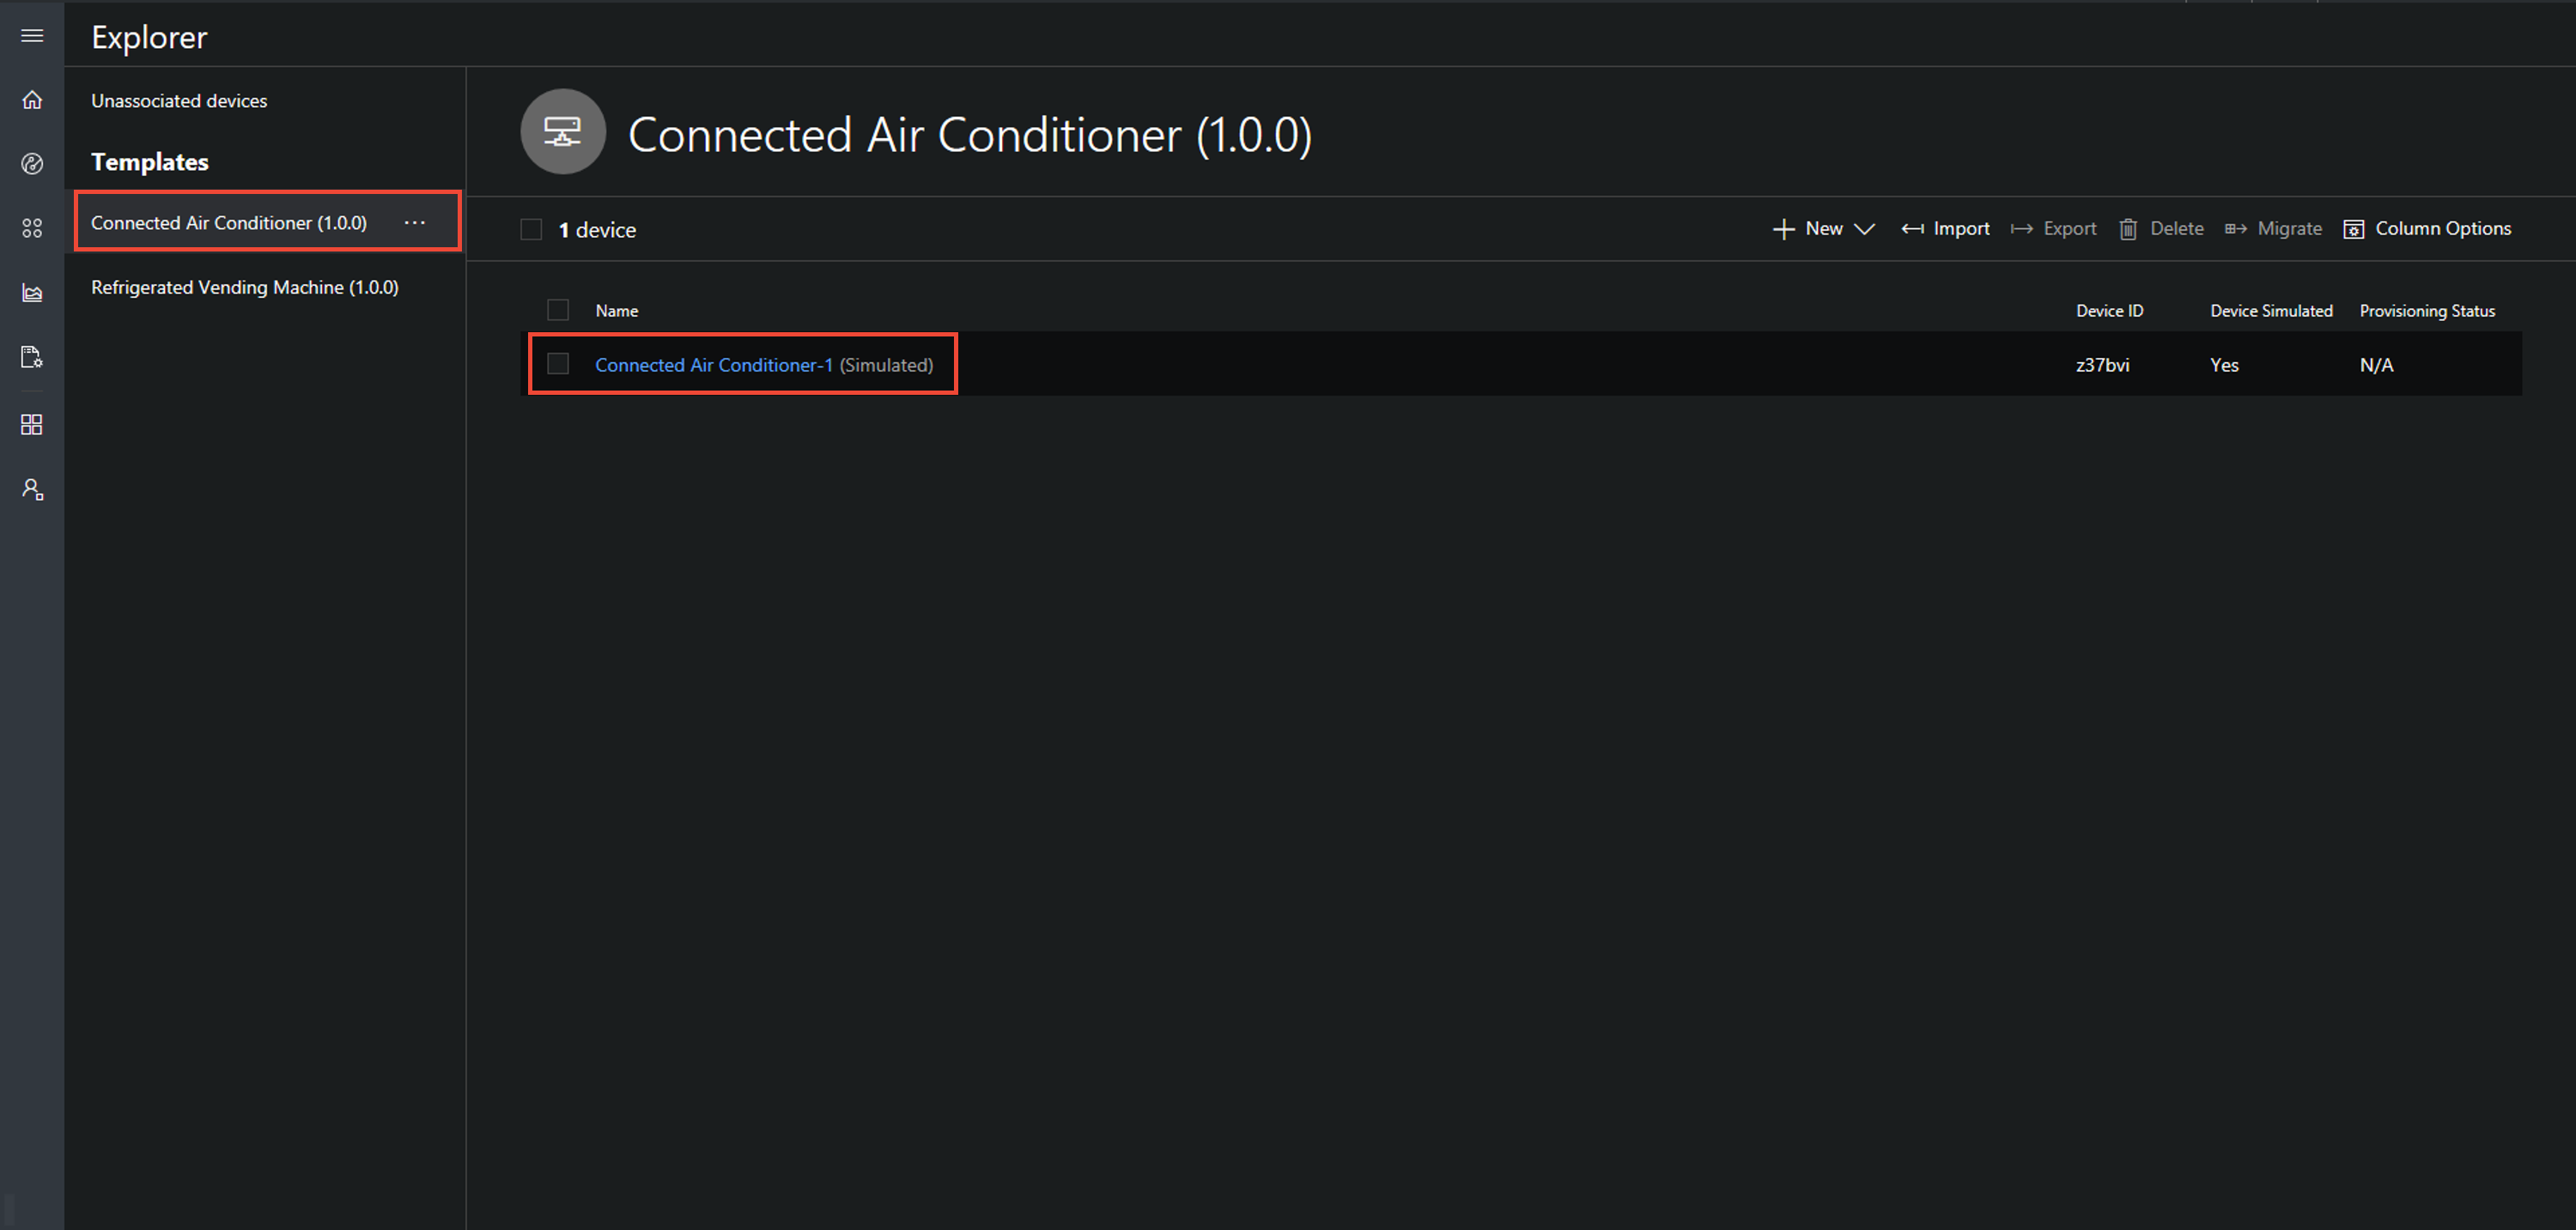 Explorer
Unassociated devices
Templates
Connected Air Conditioner (1.0.0) ...
Refrigerated Vending Machine (1.0.0)
Connected Air Conditioner (1.0.0)
1 device
New Import Export Delete Migrate Column Options
Name Device ID Device Simulated Provisioning Status
Connected Air Conditioner-1 (Simulated) z37bvi Yes N/A